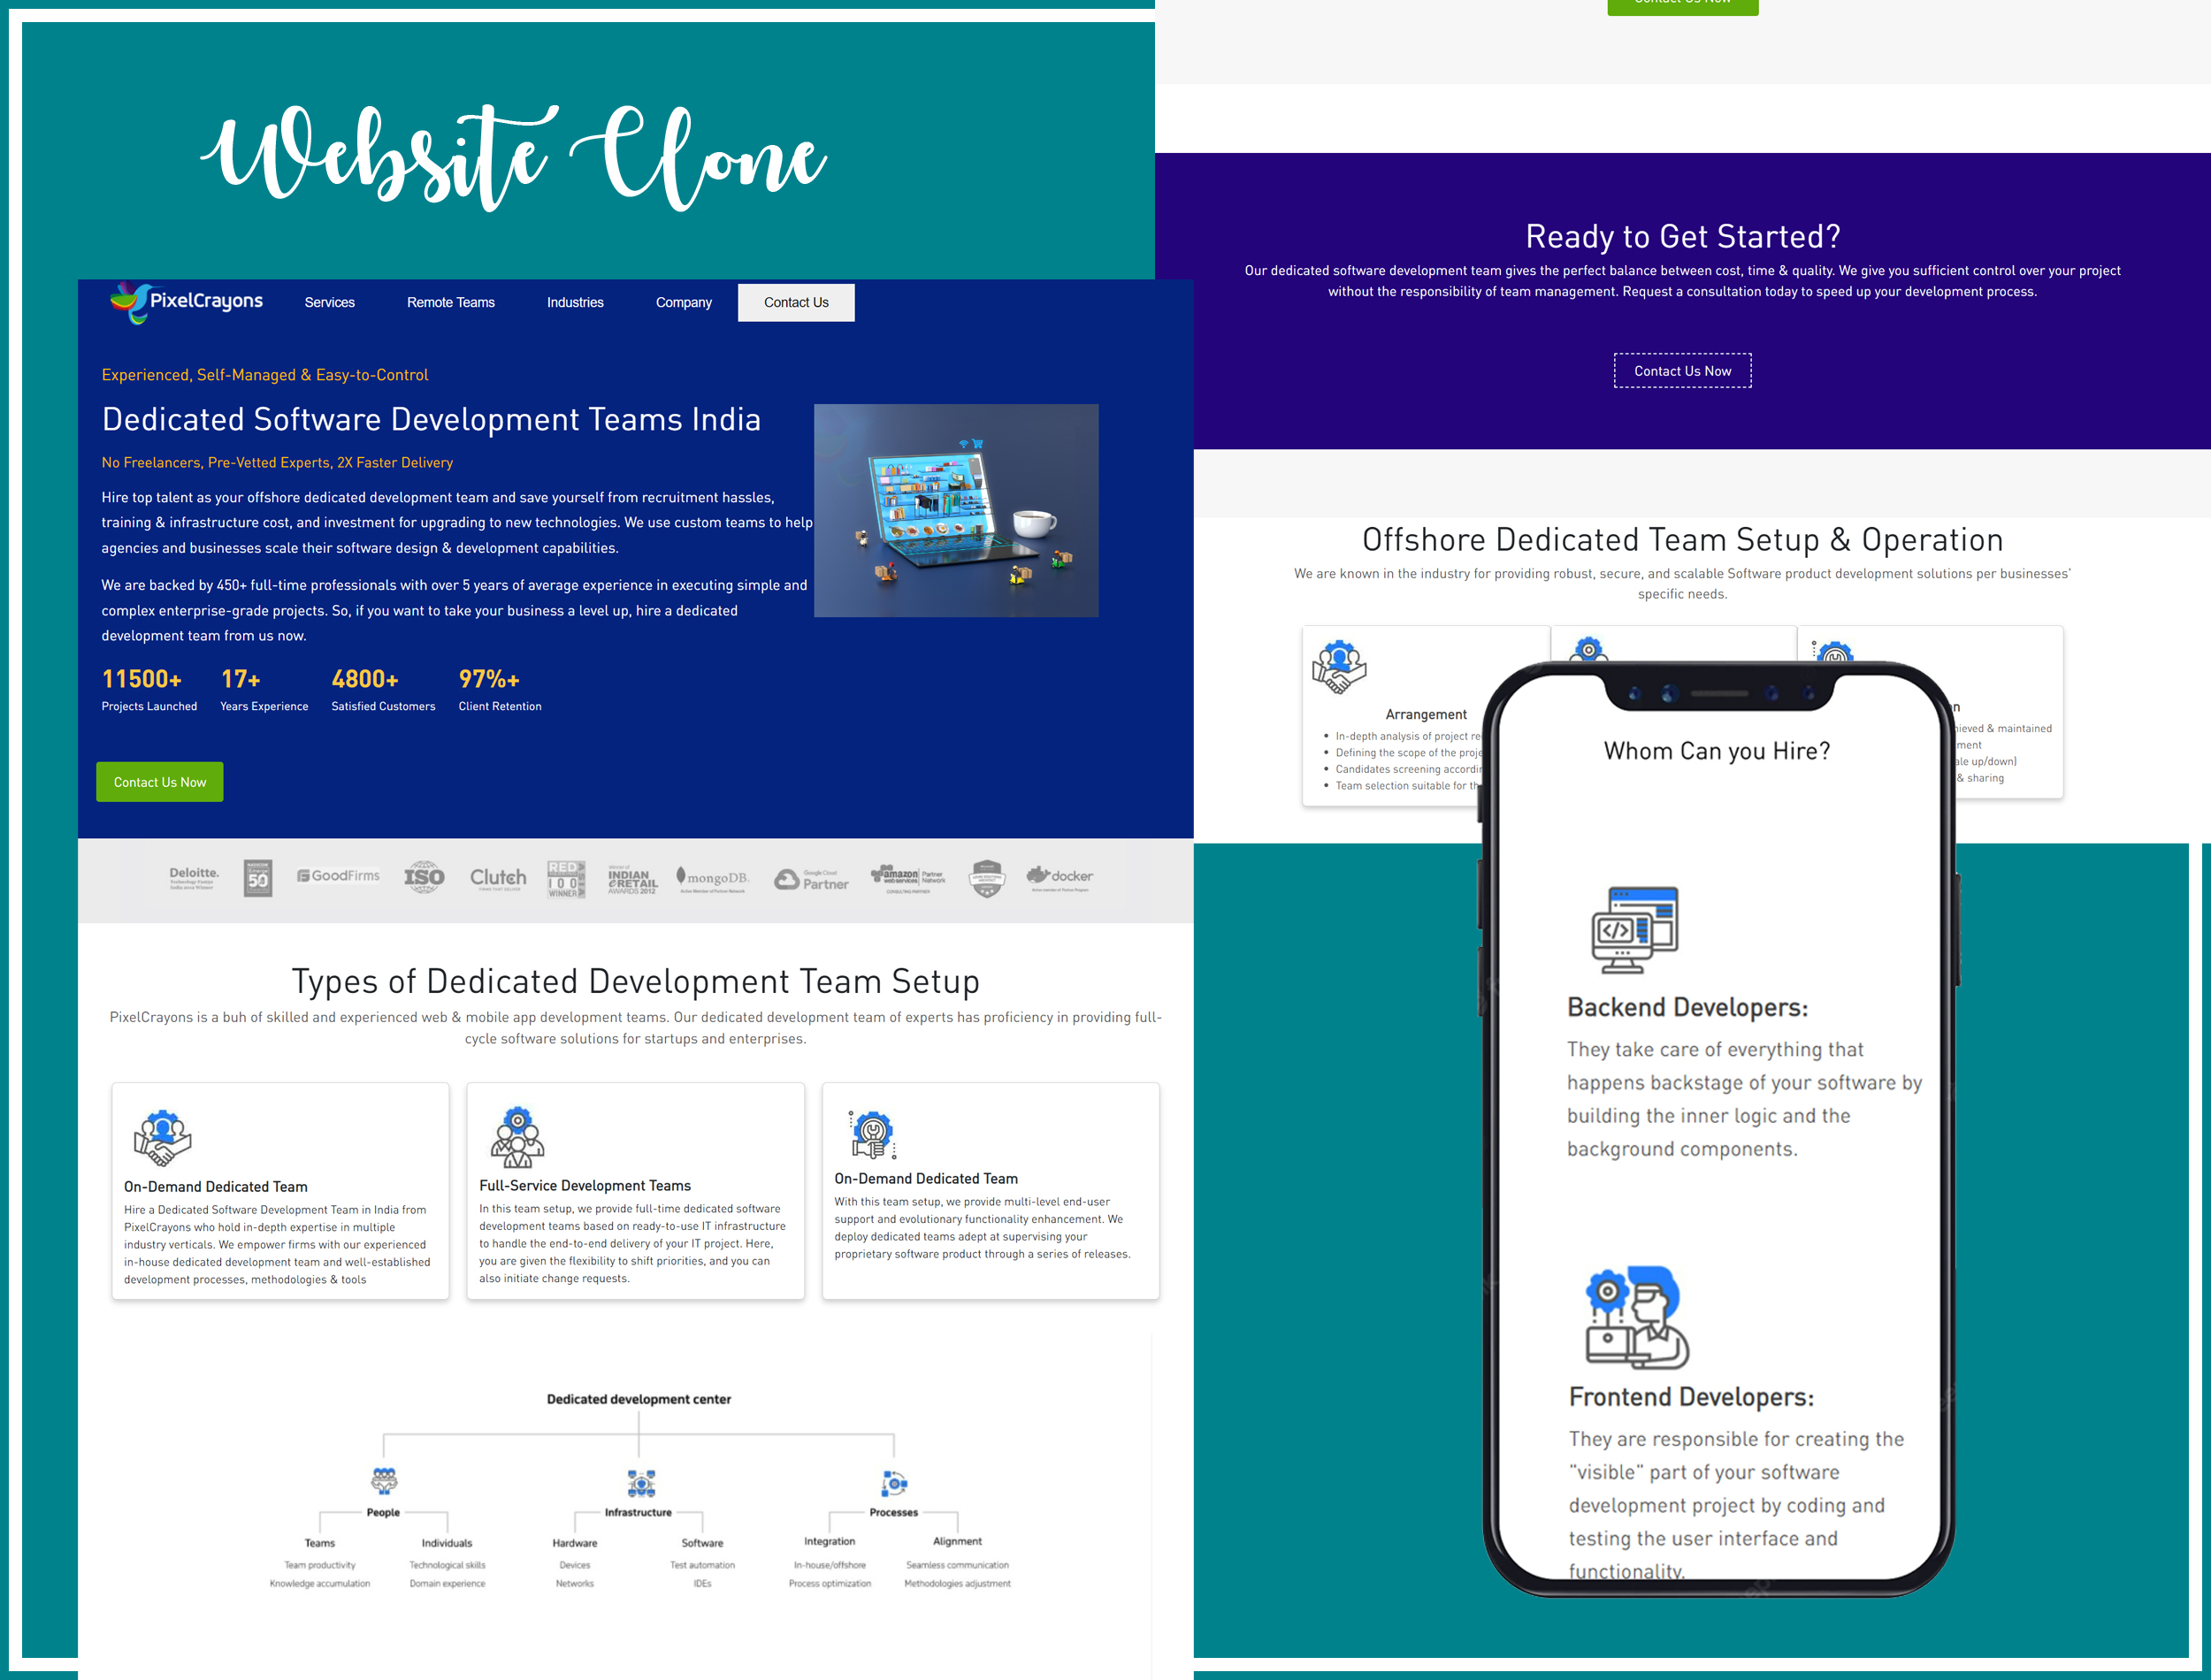 Website Clone
PixelCrayons
Services
Remote Teams
Industries
Company
Contact Us
Experienced, Self-Managed & Easy-to-Control
Dedicated Software Development Teams India
No Freelancers, Pre-Vetted Experts, 2X Faster Delivery
Hire top talent as your offshore dedicated development team and save yourself from recruitment hassles,
training & infrastructure cost, and investment for upgrading to new technologies. We use custom teams to help
agencies and businesses scale their software design & development capabilities.
We are backed by 450+ full-time professionals with over 5 years of average experience in executing simple and
complex enterprise-grade projects. So, if you want to take your business a level up, hire a dedicated
development team from us now.
11500+
Projects Launched
17+
Years Experience
4800+
Satisfied Customers
97%+
Client Retention
Contact Us Now
Deloitte.
50
GoodFirms
ISO
Clutch
RED
100
WINNER
INDIAN
eRETAIL
AWARDS 2012
mongoDB.
Google Cloud
Partner
amazon
web services
Partner
Network
CONSULTING PARTNER
docker
Types of Dedicated Development Team Setup
PixelCrayons is a buh of skilled and experienced web & mobile app development teams. Our dedicated development team of experts has proficiency in providing full-
cycle software solutions for startups and enterprises.
On-Demand Dedicated Team
Hire a Dedicated Software Development Team in India from
PixelCrayons who hold in-depth expertise in multiple
industry verticals. We empower firms with our experienced
in-house dedicated development team and well-established
development processes, methodologies & tools
Full-Service Development Teams
In this team setup, we provide full-time dedicated software
development teams based on ready-to-use IT infrastructure
to handle the end-to-end delivery of your IT project. Here,
you are given the flexibility to shift priorities, and you can
also initiate change requests.
On-Demand Dedicated Team
With this team setup, we provide multi-level end-user
support and evolutionary functionality enhancement. We
deploy dedicated teams adept at supervising your
proprietary software product through a series of releases.
Dedicated development center
People
Teams
Team productivity
Knowledge accumulation
Individuals
Technological skills
Domain experience
Infrastructure
Hardware
Devices
Networks
Software
Test automation
IDEs
Processes
Integration
In-house/offshore
Process optimization
Alignment
Seamless communication
Methodologies adjustment
Contact Us Now
Ready to Get Started?
Our dedicated software development team gives the perfect balance between cost, time & quality. We give you sufficient control over your project
without the responsibility of team management. Request a consultation today to speed up your development process.
Contact Us Now
Offshore Dedicated Team Setup & Operation
We are known in the industry for providing robust, secure, and scalable Software product development solutions per businesses'
specific needs.
Arrangement
In-depth analysis of project
Defining the scope of the
Candidates screening
Team selection suitable for
& maintained
up/down)
& sharing
Whom Can you Hire?
Backend Developers:
They take care of everything that
happens backstage of your software by
building the inner logic and the
background components.
Frontend Developers:
They are responsible for creating the
"visible" part of your software
development project by coding and
testing the user interface and
functionality.